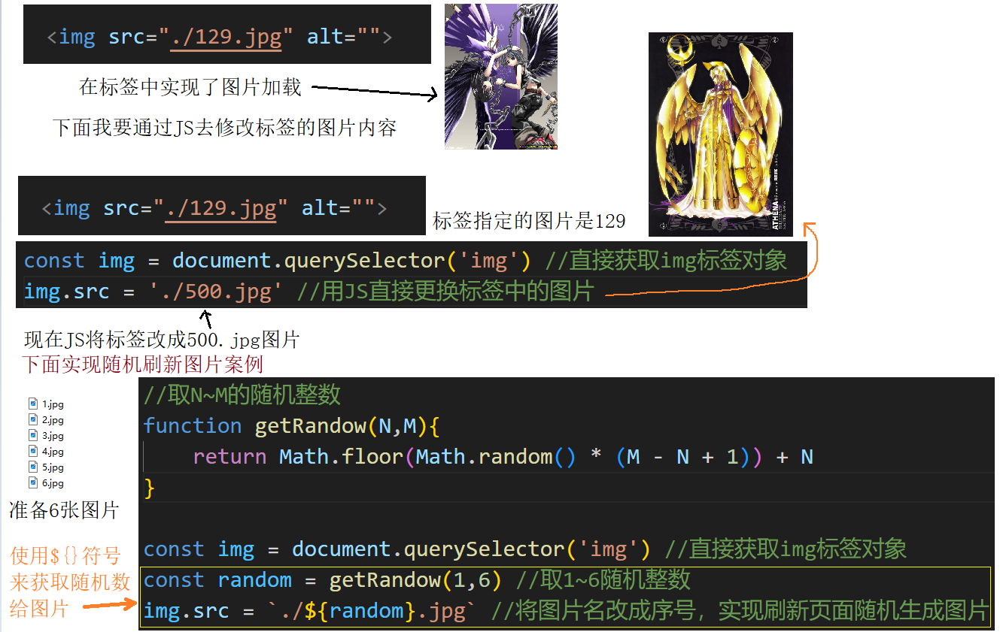 <img src="./129.jpg" alt="">
在标签中实现了图片加载
下面我要通过JS去修改标签的图片内容
<img src="./129.jpg" alt="">
标签指定的图片是129
ATHENA
const img = document.querySelector('img') //直接获取img标签对象
img.src = './500.jpg' //用JS直接更换标签中的图片
现在JS将标签改成500.jpg图片
下面实现随机刷新图片案例
1.jpg
2.jpg
3.jpg
4.jpg
5.jpg
6.jpg
准备6张图片
使用${}符号
来获取随机数
给图片
//取N~M的随机整数
function getRandow(N,M){
return Math.floor(Math.random() * (M - N + 1)) + N
}
const img = document.querySelector('img') //直接获取img标签对象
const random = getRandow(1,6) //取1~6随机整数
img.src = `./${random}.jpg` //将图片名改成序号，实现刷新页面随机生成图片